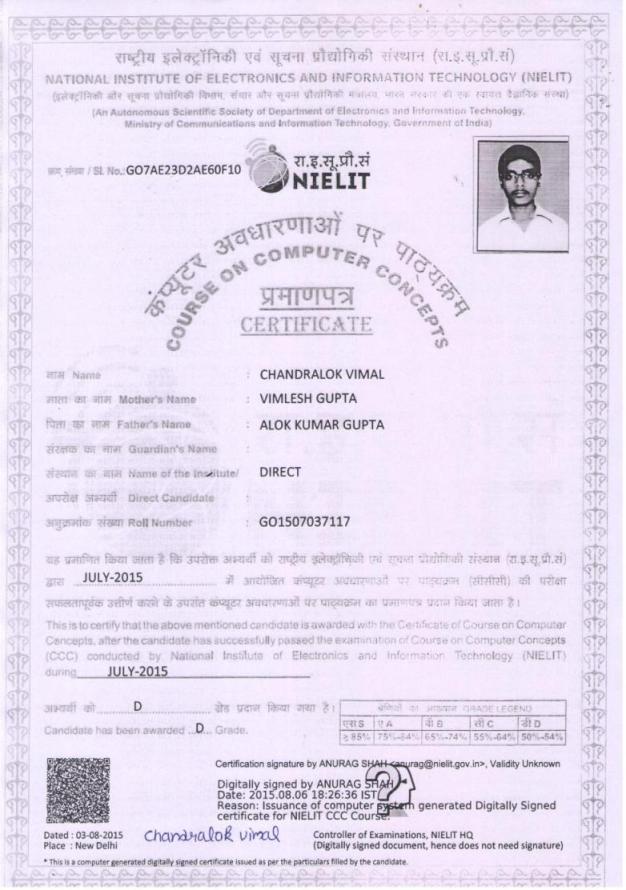 राष्ट्रीय इलेक्ट्रॉनिकी एवं सूचना प्रौद्योगिकी संस्थान (रा.इ.सू.प्रौ.सं)
NATIONAL INSTITUTE OF ELECTRONICS AND INFORMATION TECHNOLOGY (NIELIT)
(इलेक्ट्रॉनिकी और सूचना प्रौद्योगिकी विभाग, संचार और सूचना प्रौद्योगिकी मंत्रालय, भारत सरकार की एक स्वायत्त वैज्ञानिक संस्था)
(An Autonomous Scientific Society of Department of Electronics and Information Technology,
Ministry of Communications and Information Technology, Government of India)
क्रम संख्या / Sl. No.:GO7AE23D2AE60F10
रा.इ.सू.प्रौ.सं
NIELIT
कंप्यूटर अवधारणाओं पर पाठ्यक्रम
COURSE ON COMPUTER CONCEPTS
प्रमाणपत्र
CERTIFICATE
नाम Name : CHANDRALOK VIMAL
माता का नाम Mother's Name : VIMLESH GUPTA
पिता का नाम Father's Name : ALOK KUMAR GUPTA
संरक्षक का नाम Guardian's Name :
संस्थान का नाम Name of the Institute/ DIRECT
अपरोक्ष अभ्यर्थी Direct Candidate :
अनुक्रमांक संख्या Roll Number : GO1507037117
यह प्रमाणित किया जाता है कि उपरोक्त अभ्यर्थी को राष्ट्रीय इलेक्ट्रॉनिकी एवं सूचना प्रौद्योगिकी संस्थान (रा.इ.सू.प्रौ.सं)
द्वारा JULY-2015 में आयोजित कंप्यूटर अवधारणाओं पर पाठ्यक्रम (सीसीसी) की परीक्षा
सफलतापूर्वक उत्तीर्ण करने के उपरांत कंप्यूटर अवधारणाओं पर पाठ्यक्रम का प्रमाणपत्र प्रदान किया जाता है।
This is to certify that the above mentioned candidate is awarded with the Certificate of Course on Computer
Concepts, after the candidate has successfully passed the examination of Course on Computer Concepts
(CCC) conducted by National Institute of Electronics and Information Technology (NIELIT)
during JULY-2015
अभ्यर्थी को D ग्रेड प्रदान किया गया है।
Candidate has been awarded ...D... Grade.
श्रेणियों का GRADE LEGEND
एस S ए A बी B सी C डी D
≥ 85% 75%-84% 65%-74% 55%-64% 50%-54%
Certification signature by ANURAG SHAH <anurag@nielit.gov.in>, Validity Unknown
Digitally signed by ANURAG SHAH
Date: 2015.08.06 18:26:36 IST
Reason: Issuance of computer system generated Digitally Signed
certificate for NIELIT CCC Course.
Dated : 03-08-2015
Place : New Delhi
Chandralok vimal
Controller of Examinations, NIELIT HQ
(Digitally signed document, hence does not need signature)
* This is a computer generated digitally signed certificate issued as per the particulars filled by the candidate.